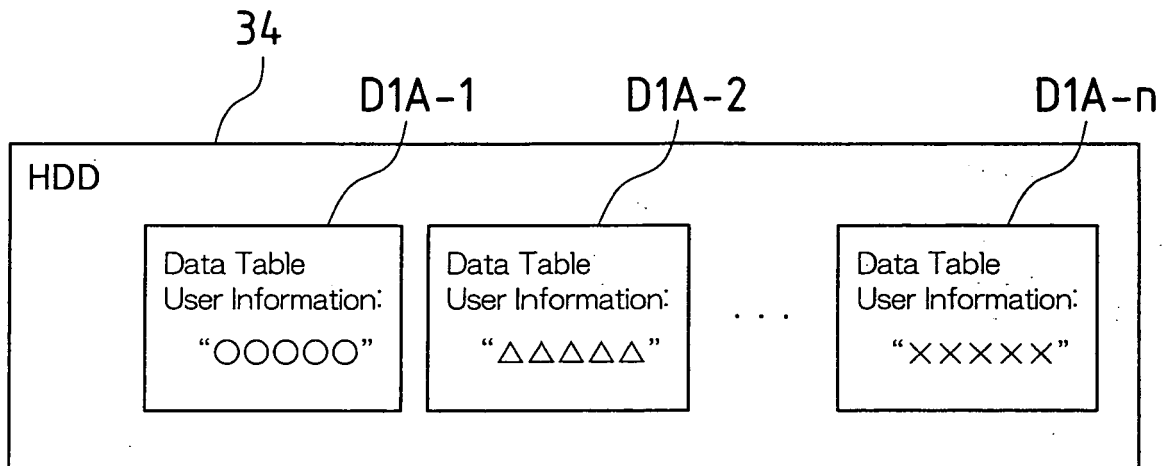 34
D1A-1 D1A-2 D1A-n
HDD
Data Table
User Information:
“○○○○○”
Data Table
User Information:
“△△△△△”
. . .
Data Table
User Information:
“×××××”